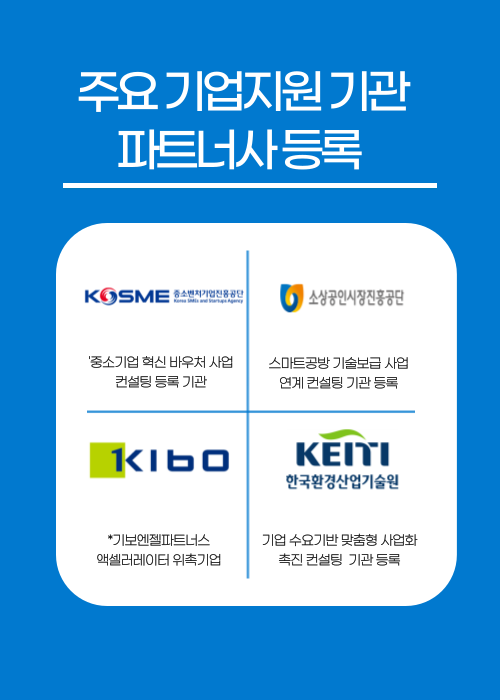 주요 기업지원 기관
파트너사 등록
KOSME 중소벤처기업진흥공단
Korea SMEs and Startups Agency
소상공인시장진흥공단
'중소기업 혁신 바우처 사업
컨설팅 등록 기관
스마트공방 기술보급 사업
연계 컨설팅 기관 등록
KIBO
KEITI
한국환경산업기술원
*기보엔젤파트너스
액셀러레이터 위촉기업
기업 수요기반 맞춤형 사업화
촉진 컨설팅 기관 등록